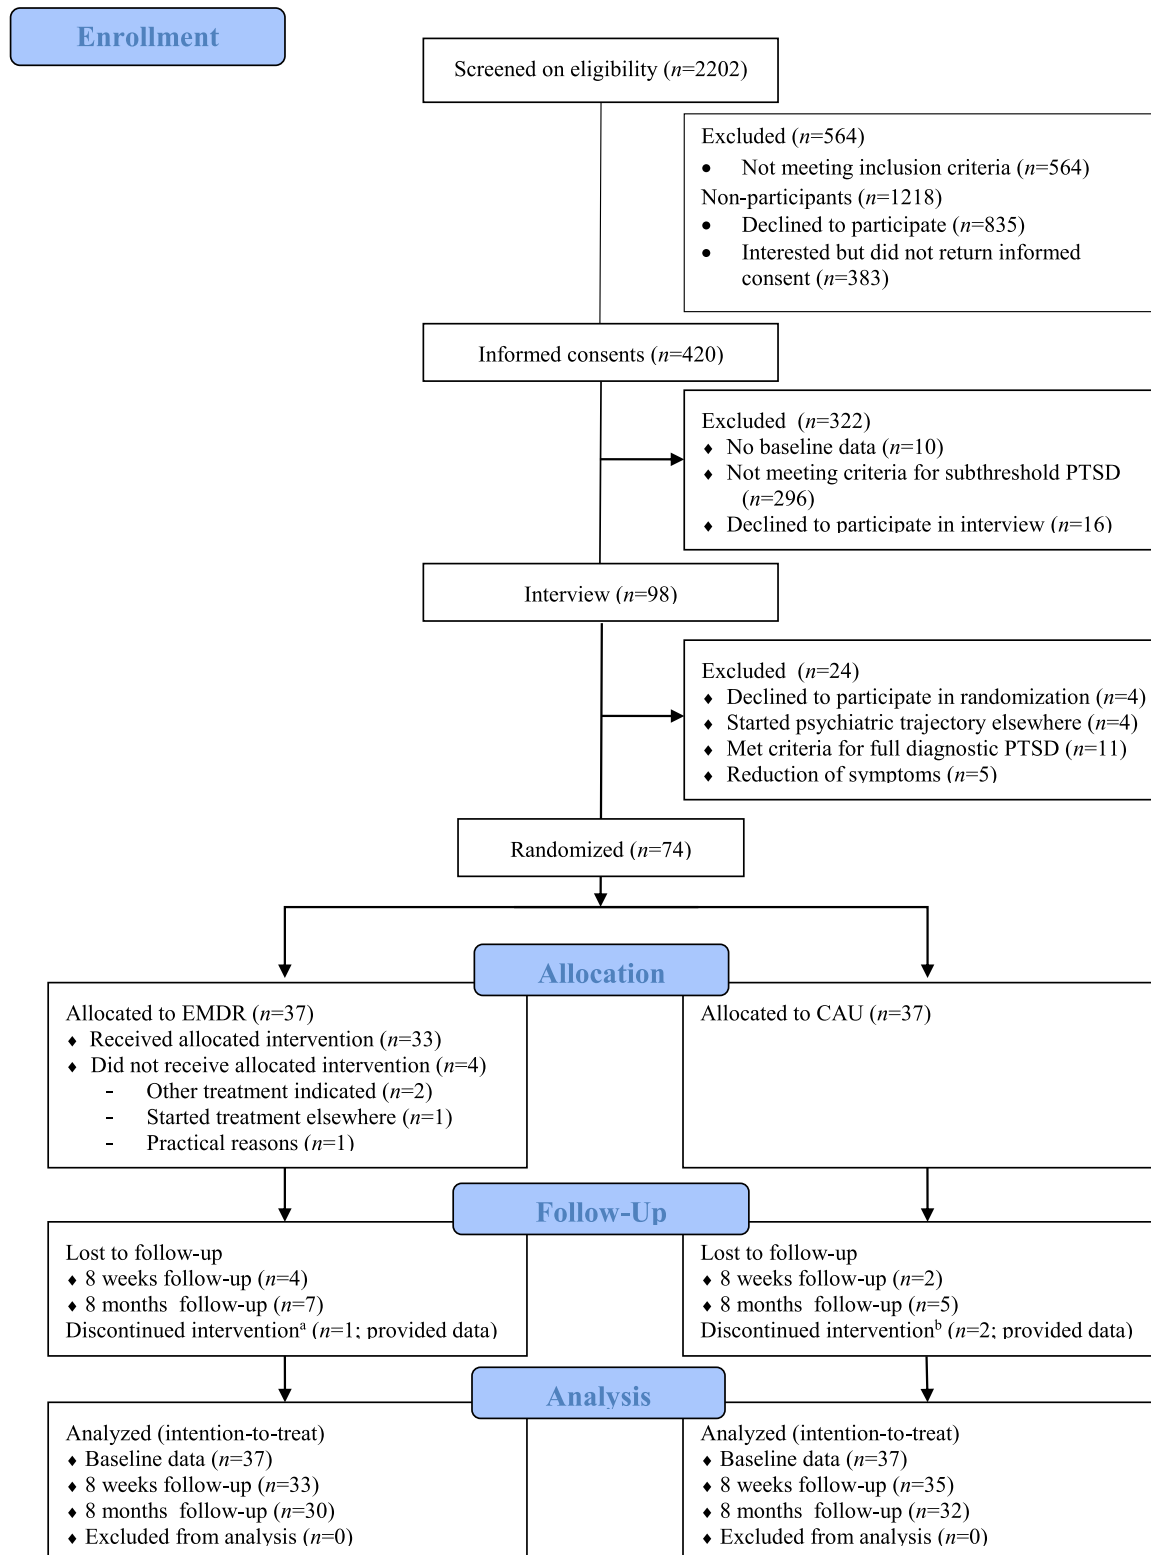 Enrollment
Screened on eligibility (n=2202)
Excluded (n=564)
• Not meeting inclusion criteria (n=564)
Non-participants (n=1218)
• Declined to participate (n=835)
• Interested but did not return informed
consent (n=383)
Informed consents (n=420)
Excluded (n=322)
♦ No baseline data (n=10)
♦ Not meeting criteria for subthreshold PTSD
(n=296)
♦ Declined to participate in interview (n=16)
Interview (n=98)
Excluded (n=24)
♦ Declined to participate in randomization (n=4)
♦ Started psychiatric trajectory elsewhere (n=4)
♦ Met criteria for full diagnostic PTSD (n=11)
♦ Reduction of symptoms (n=5)
Randomized (n=74)
Allocation
Allocated to EMDR (n=37)
♦ Received allocated intervention (n=33)
♦ Did not receive allocated intervention (n=4)
- Other treatment indicated (n=2)
- Started treatment elsewhere (n=1)
- Practical reasons (n=1)
Allocated to CAU (n=37)
Follow-Up
Lost to follow-up
♦ 8 weeks follow-up (n=4)
♦ 8 months follow-up (n=7)
Discontinued interventionᵃ (n=1; provided data)
Lost to follow-up
♦ 8 weeks follow-up (n=2)
♦ 8 months follow-up (n=5)
Discontinued interventionᵇ (n=2; provided data)
Analysis
Analyzed (intention-to-treat)
♦ Baseline data (n=37)
♦ 8 weeks follow-up (n=33)
♦ 8 months follow-up (n=30)
♦ Excluded from analysis (n=0)
Analyzed (intention-to-treat)
♦ Baseline data (n=37)
♦ 8 weeks follow-up (n=35)
♦ 8 months follow-up (n=32)
♦ Excluded from analysis (n=0)